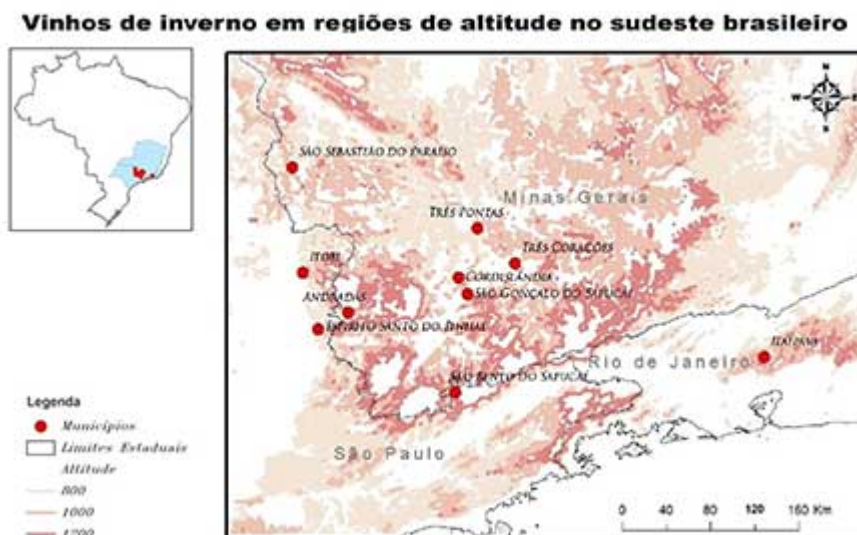 Vinhos de inverno em regiões de altitude no sudeste brasileiro
N
W E
S
SÃO SEBASTIÃO DO PARAÍSO
Minas Gerais
TRÊS PONTAS
TRÊS CORAÇÕES
ITOBI
CORDISLÂNDIA
SÃO GONÇALO DO SAPUCAÍ
ANDRADAS
ESPÍRITO SANTO DO PINHAL
ITAIPAVA
Rio de Janeiro
SÃO BENTO DO SAPUCAÍ
São Paulo
Legenda
Municípios
Limites Estaduais
Altitude
800
1000
1200
0 40 80 120 160 Km